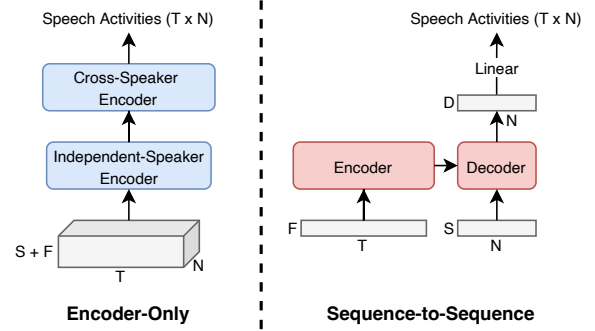 Speech Activities (T x N)
Cross-Speaker
Encoder
Independent-Speaker
Encoder
S + F
T
N
Encoder-Only
Speech Activities (T x N)
Linear
D
N
Encoder
Decoder
F
T
S
N
Sequence-to-Sequence